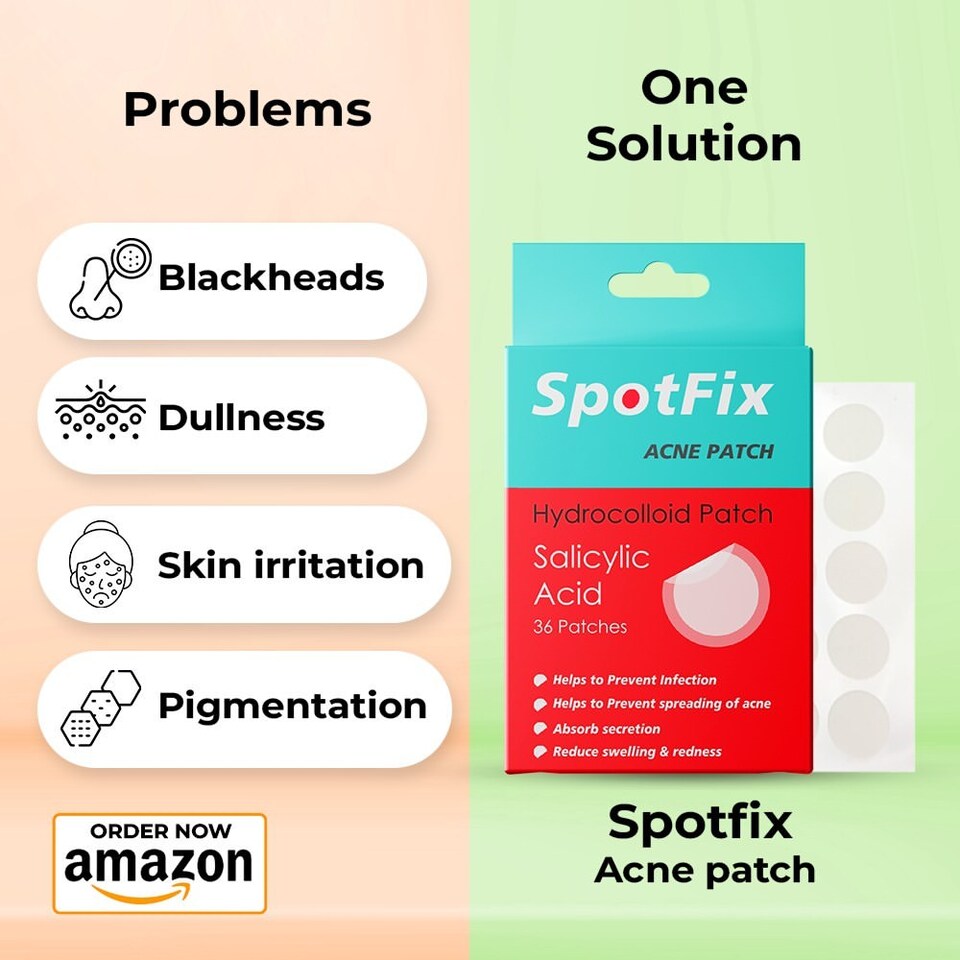 Problems
Blackheads
Dullness
Skin irritation
Pigmentation
ORDER NOW
amazon
One
Solution
SpotFix
ACNE PATCH
Hydrocolloid Patch
Salicylic
Acid
36 Patches
Helps to Prevent Infection
Helps to Prevent spreading of acne
Absorb secretion
Reduce swelling & redness
Spotfix
Acne patch